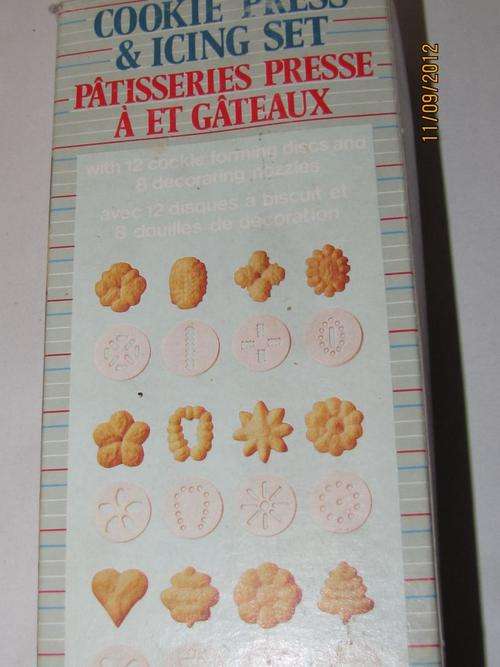 COOKIE PRESS
& ICING SET
PÂTISSERIES PRESSE
À ET GÂTEAUX
with 12 cookie forming discs and
8 decorating nozzles
avec 12 disques à biscuit et
8 douilles de décoration
11/09/2012